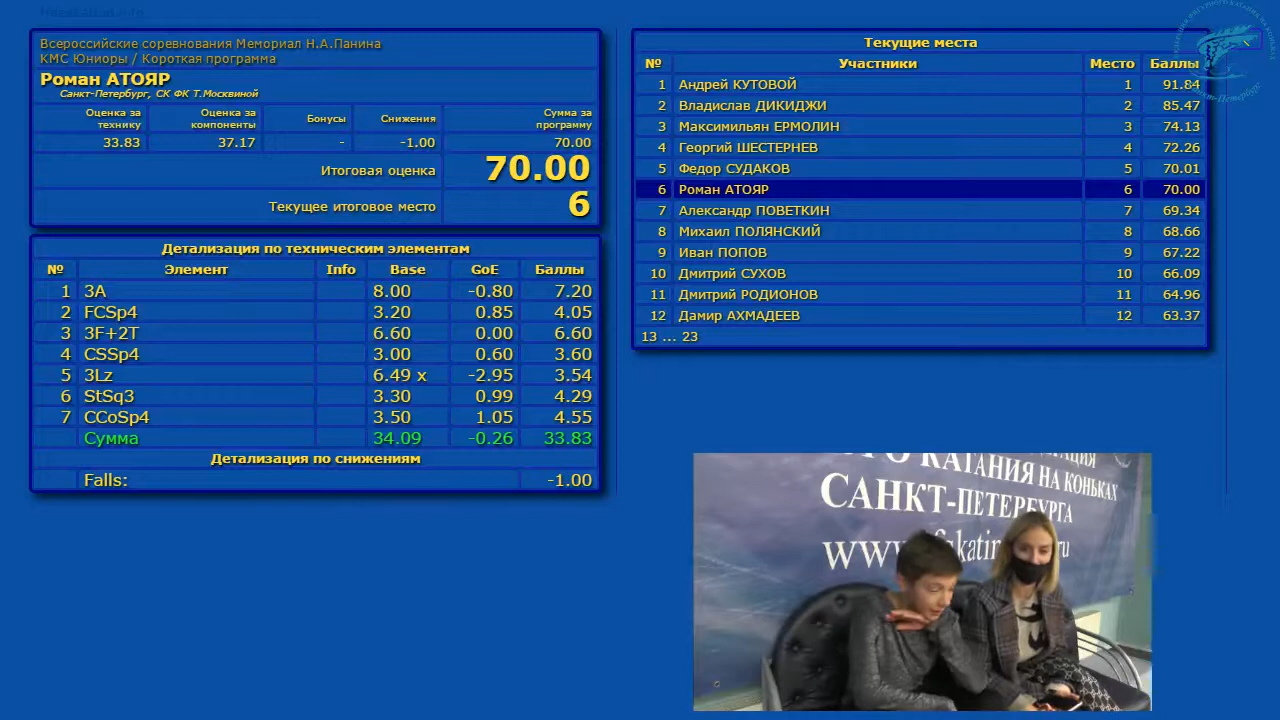 Всероссийские соревнования Мемориал Н.А.Панина
КМС Юниоры / Короткая программа
Роман АТОЯР
Санкт-Петербург, СК ФК Т.Москвиной
Оценка за технику Оценка за компоненты Бонусы Снижения Сумма за программу
33.83 37.17 - -1.00 70.00
Итоговая оценка 70.00
Текущее итоговое место 6
Детализация по техническим элементам
№ Элемент Info Base GoE Баллы
1 3A 8.00 -0.80 7.20
2 FCSp4 3.20 0.85 4.05
3 3F+2T 6.60 0.00 6.60
4 CSSp4 3.00 0.60 3.60
5 3Lz 6.49 x -2.95 3.54
6 StSq3 3.30 0.99 4.29
7 CCoSp4 3.50 1.05 4.55
Сумма 34.09 -0.26 33.83
Детализация по снижениям
Falls: -1.00
Текущие места
№ Участники Место Баллы
1 Андрей КУТОВОЙ 1 91.84
2 Владислав ДИКИДЖИ 2 85.47
3 Максимильян ЕРМОЛИН 3 74.13
4 Георгий ШЕСТЕРНЕВ 4 72.26
5 Федор СУДАКОВ 5 70.01
6 Роман АТОЯР 6 70.00
7 Александр ПОВЕТКИН 7 69.34
8 Михаил ПОЛЯНСКИЙ 8 68.66
9 Иван ПОПОВ 9 67.22
10 Дмитрий СУХОВ 10 66.09
11 Дмитрий РОДИОНОВ 11 64.96
12 Дамир АХМАДЕЕВ 12 63.37
13 ... 23
КАТАНИЯ НА КОНЬКАХ
САНКТ-ПЕТЕРБУРГА